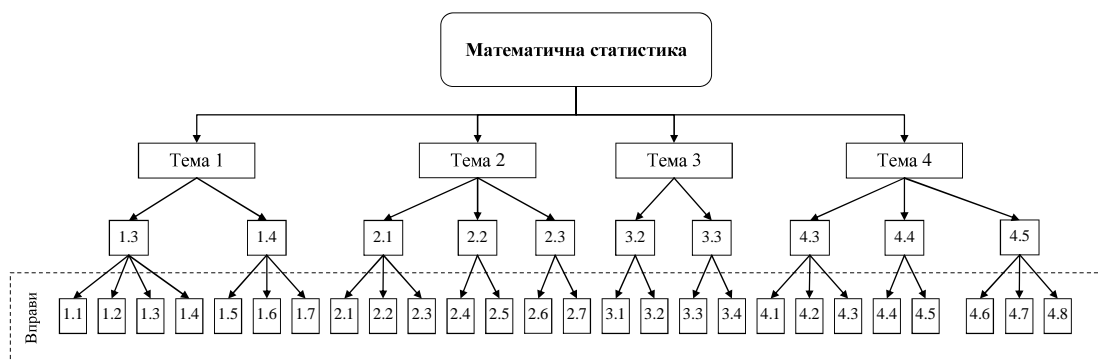 Математична статистика
Тема 1 Тема 2 Тема 3 Тема 4
1.3 1.4 2.1 2.2 2.3 3.2 3.3 4.3 4.4 4.5
Вправи
1.1 1.2 1.3 1.4 1.5 1.6 1.7 2.1 2.2 2.3 2.4 2.5 2.6 2.7 3.1 3.2 3.3 3.4 4.1 4.2 4.3 4.4 4.5 4.6 4.7 4.8